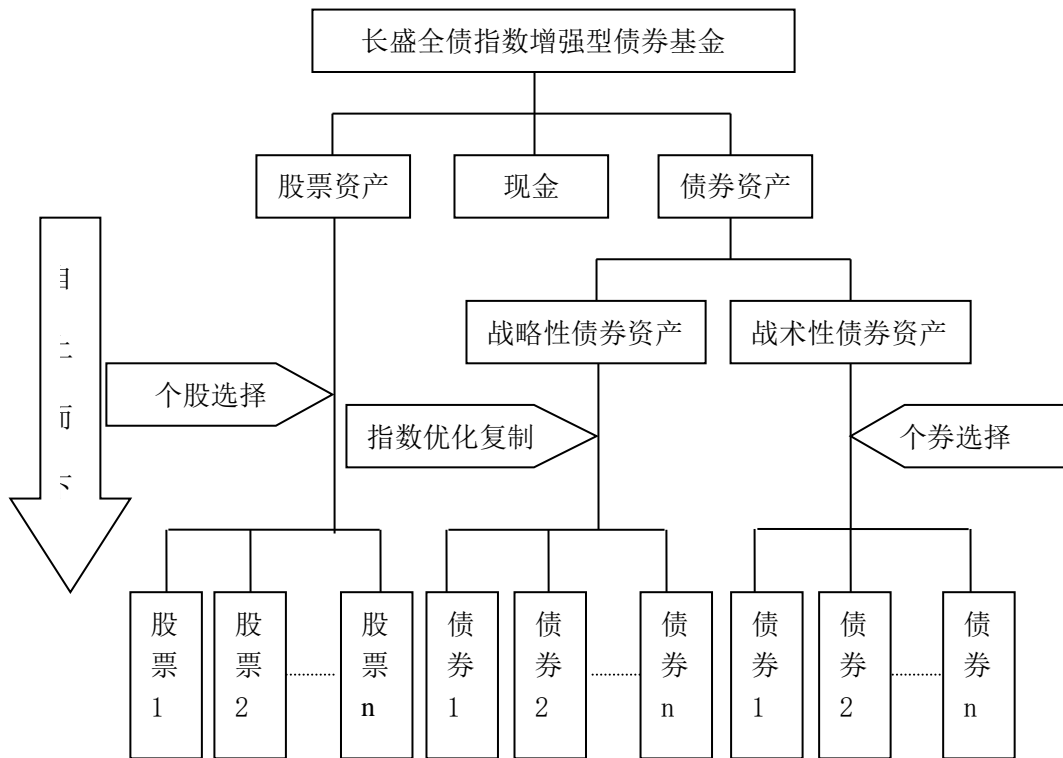 长盛全债指数增强型债券基金
股票资产
现金
债券资产
战略性债券资产
战术性债券资产
个股选择
指数优化复制
个券选择
股票1
股票2
股票n
债券1
债券2
债券n
债券1
债券2
债券n